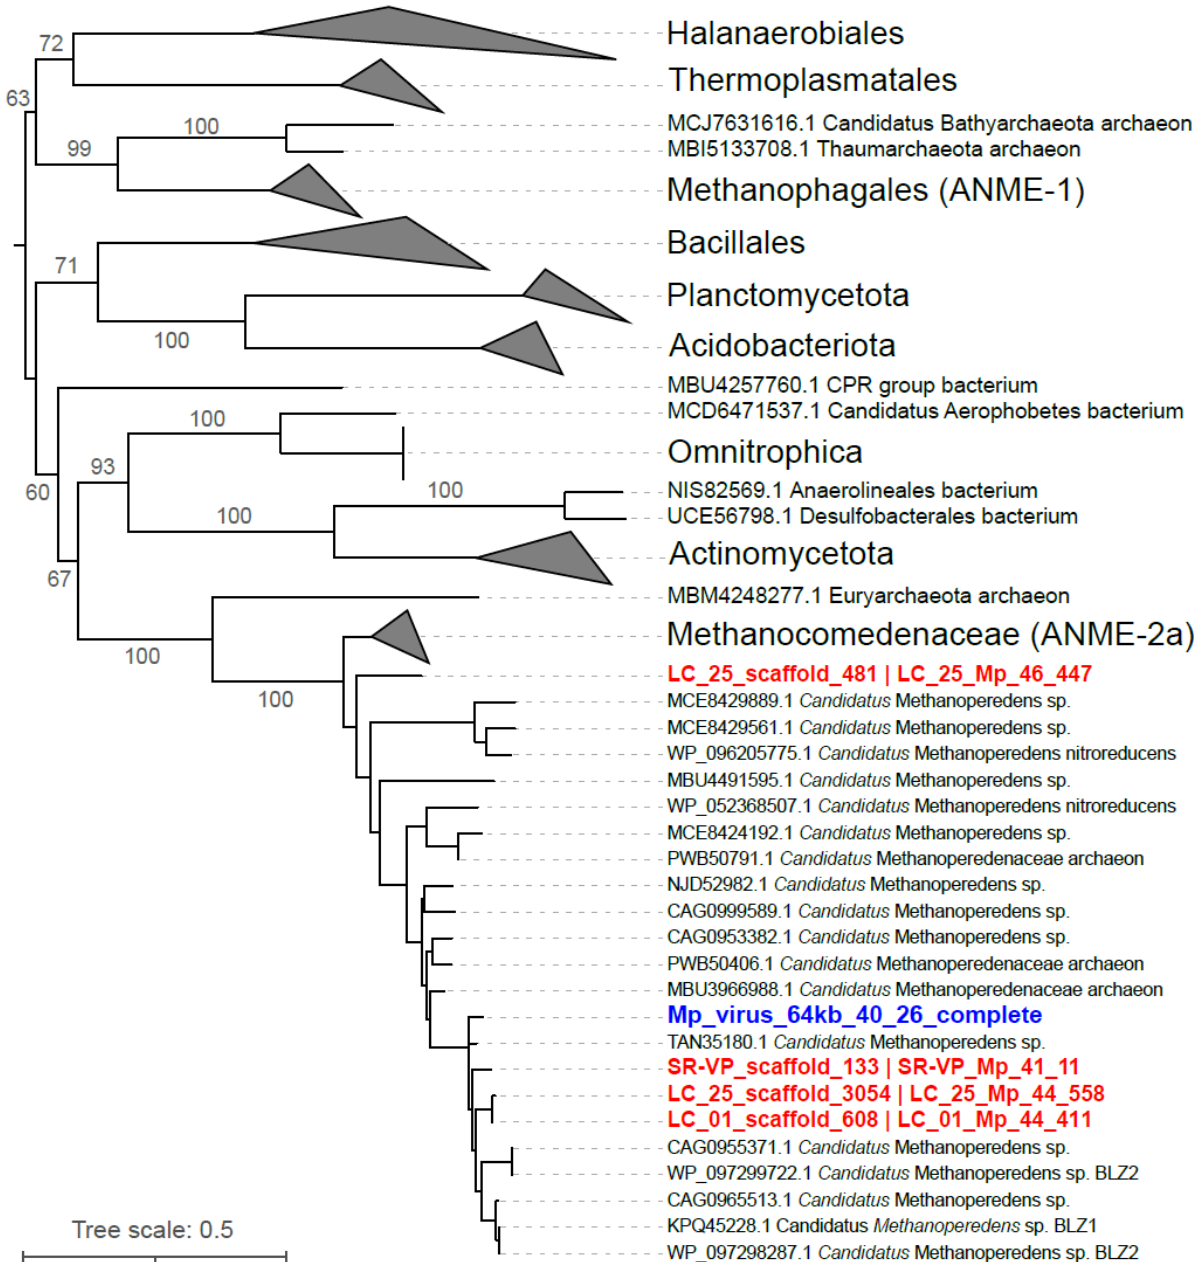 72
Halanaerobiales
Thermoplasmatales
63
100
MCJ7631616.1 Candidatus Bathyarchaeota archaeon
99
MBI5133708.1 Thaumarchaeota archaeon
Methanophagales (ANME-1)
Bacillales
71
Planctomycetota
100
Acidobacteriota
MBU4257760.1 CPR group bacterium
100
MCD6471537.1 Candidatus Aerophobetes bacterium
Omnitrophica
93
60
100
NIS82569.1 Anaerolineales bacterium
100
UCE56798.1 Desulfobacterales bacterium
Actinomycetota
67
MBM4248277.1 Euryarchaeota archaeon
Methanocomedenaceae (ANME-2a)
100
100
LC_25_scaffold_481 | LC_25_Mp_46_447
MCE8429889.1 Candidatus Methanoperedens sp.
MCE8429561.1 Candidatus Methanoperedens sp.
WP_096205775.1 Candidatus Methanoperedens nitroreducens
MBU4491595.1 Candidatus Methanoperedens sp.
WP_052368507.1 Candidatus Methanoperedens nitroreducens
MCE8424192.1 Candidatus Methanoperedens sp.
PWB50791.1 Candidatus Methanoperedenaceae archaeon
NJD52982.1 Candidatus Methanoperedens sp.
CAG0999589.1 Candidatus Methanoperedens sp.
CAG0953382.1 Candidatus Methanoperedens sp.
PWB50406.1 Candidatus Methanoperedenaceae archaeon
MBU3966988.1 Candidatus Methanoperedenaceae archaeon
Mp_virus_64kb_40_26_complete
TAN35180.1 Candidatus Methanoperedens sp.
SR-VP_scaffold_133 | SR-VP_Mp_41_11
LC_25_scaffold_3054 | LC_25_Mp_44_558
LC_01_scaffold_608 | LC_01_Mp_44_411
CAG0955371.1 Candidatus Methanoperedens sp.
WP_097299722.1 Candidatus Methanoperedens sp. BLZ2
CAG0965513.1 Candidatus Methanoperedens sp.
KPQ45228.1 Candidatus Methanoperedens sp. BLZ1
WP_097298287.1 Candidatus Methanoperedens sp. BLZ2
Tree scale: 0.5